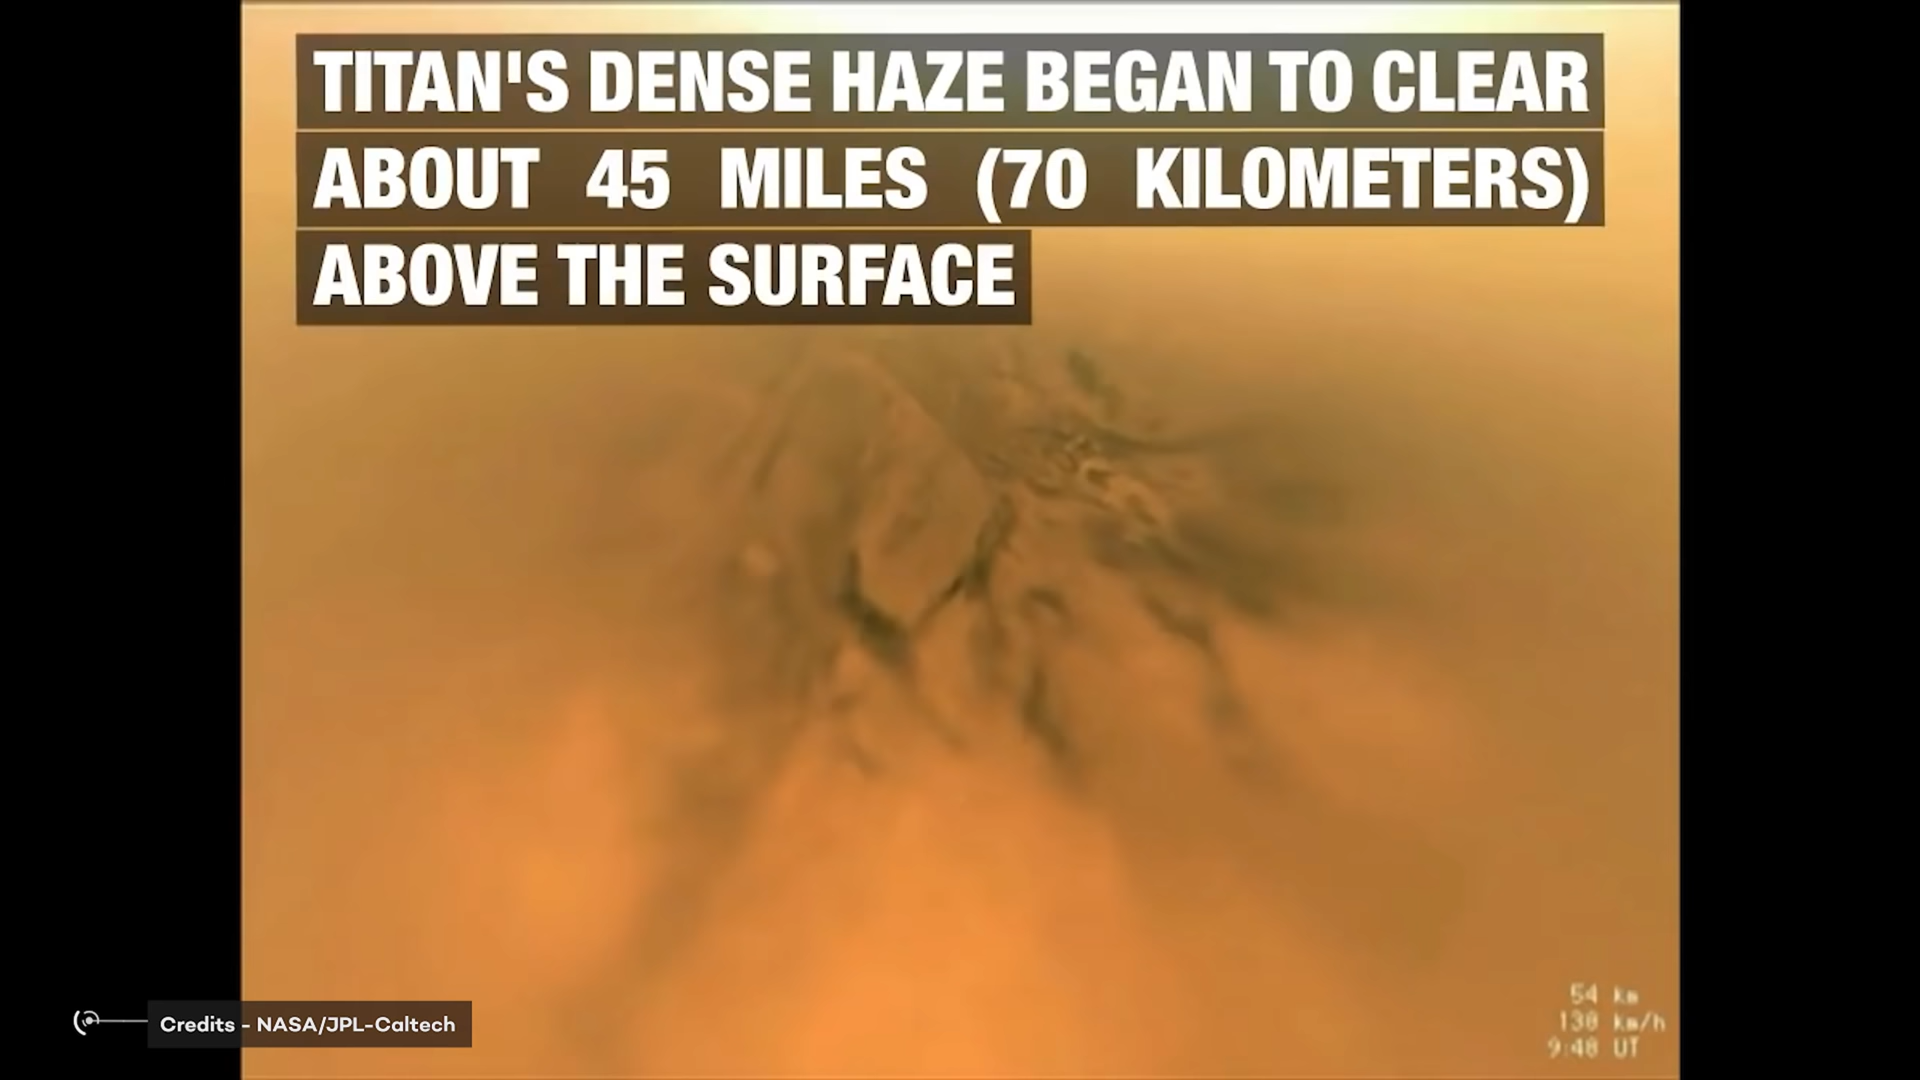 TITAN'S DENSE HAZE BEGAN TO CLEAR
ABOUT 45 MILES (70 KILOMETERS)
ABOVE THE SURFACE
Credits - NASA/JPL-Caltech
54 km
130 km/h
9:48 UT